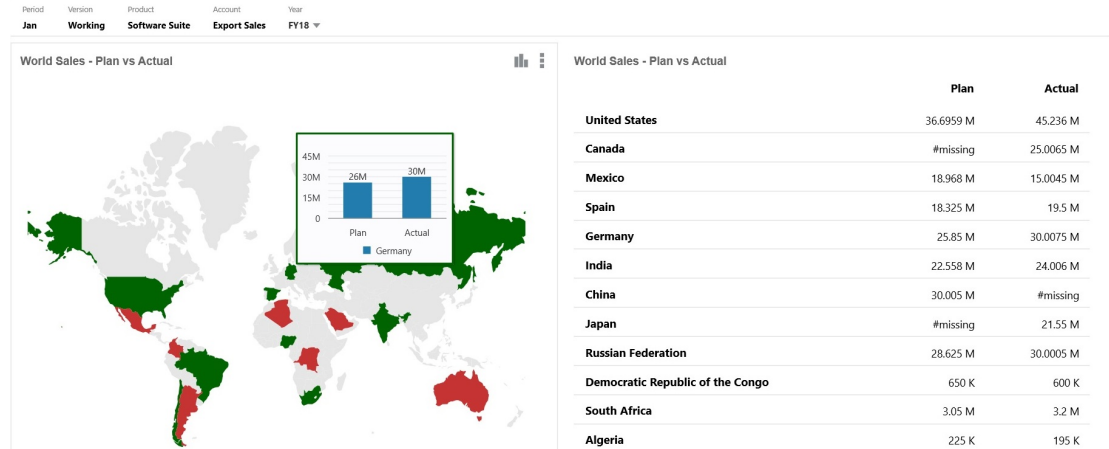 Period Version Product Account Year
Jan Working Software Suite Export Sales FY18
World Sales - Plan vs Actual
45M
30M
15M
0
26M
30M
Plan Actual
Germany
World Sales - Plan vs Actual
Plan Actual
United States 36.6959 M 45.236 M
Canada #missing 25.0065 M
Mexico 18.968 M 15.0045 M
Spain 18.325 M 19.5 M
Germany 25.85 M 30.0075 M
India 22.558 M 24.006 M
China 30.005 M #missing
Japan #missing 21.55 M
Russian Federation 28.625 M 30.0005 M
Democratic Republic of the Congo 650 K 600 K
South Africa 3.05 M 3.2 M
Algeria 225 K 195 K